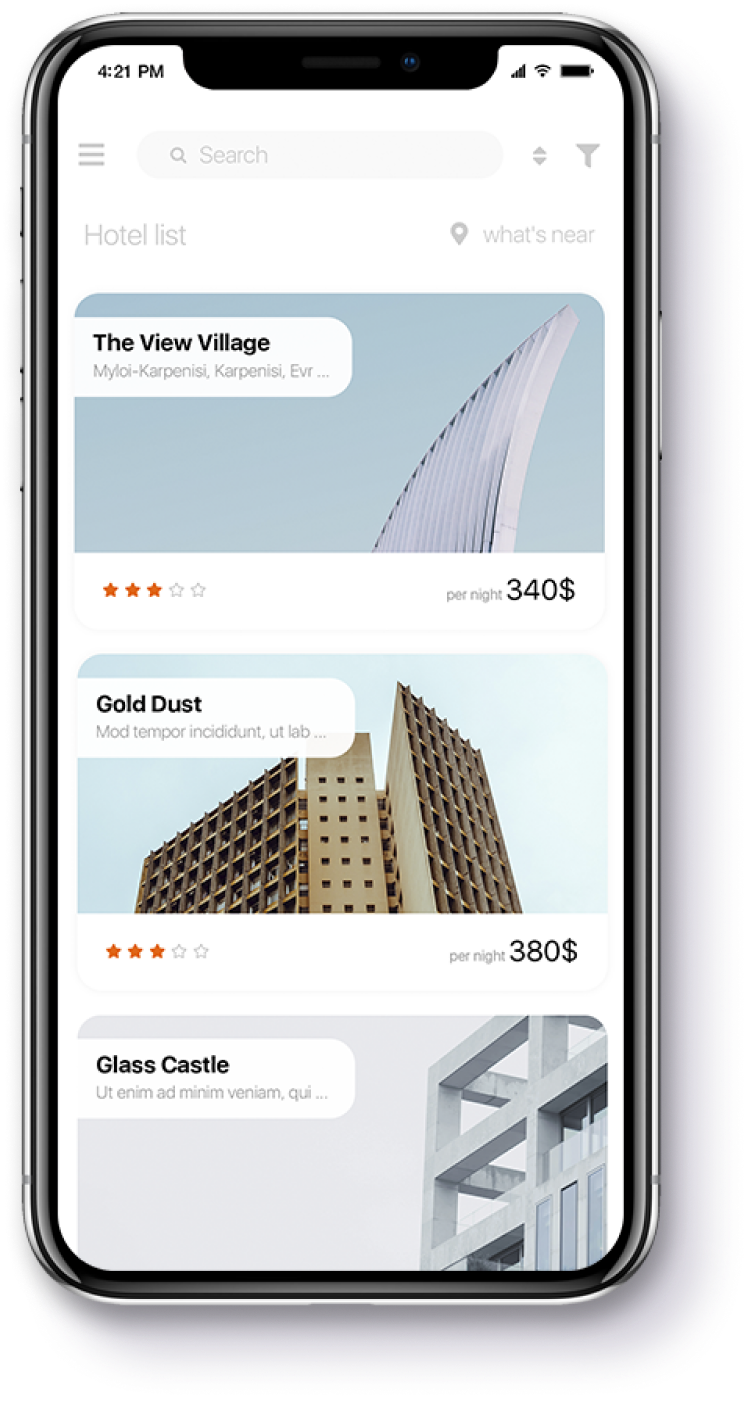 4:21 PM
Search
Hotel list
what's near
The View Village
Myloi-Karpenisi, Karpenisi, Evr ...
per night 340$
Gold Dust
Mod tempor incididunt, ut lab ...
per night 380$
Glass Castle
Ut enim ad minim veniam, qui ...